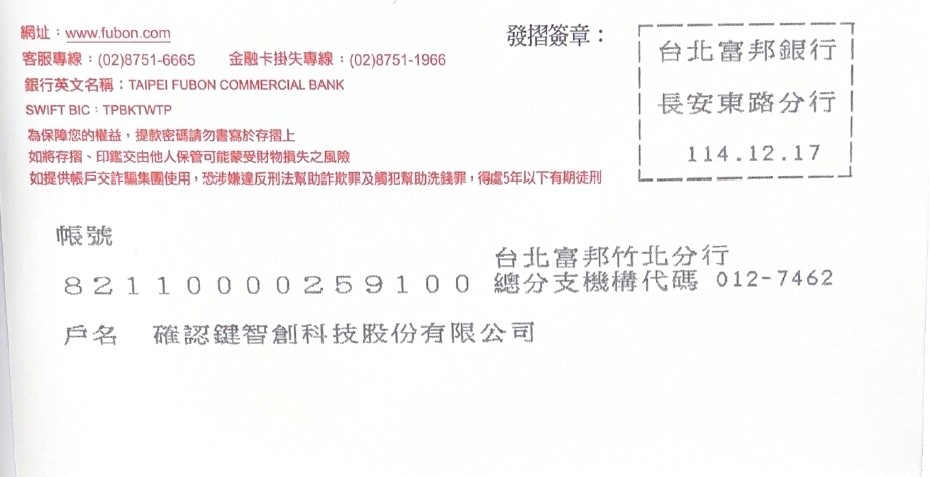 網址：www.fubon.com
客服專線：(02)8751-6665 金融卡掛失專線：(02)8751-1966
銀行英文名稱：TAIPEI FUBON COMMERCIAL BANK
SWIFT BIC：TPBKTWTP
為保障您的權益，提款密碼請勿書寫於存摺上
如將存摺、印鑑交由他人保管可能蒙受財物損失之風險
如提供帳戶交詐騙集團使用，恐涉嫌違反刑法幫助詐欺罪及觸犯幫助洗錢罪，得處5年以下有期徒刑
發摺簽章：
台北富邦銀行
長安東路分行
114.12.17
帳號
82110000259100
台北富邦竹北分行
總分支機構代碼 012-7462
戶名 確認鍵智創科技股份有限公司